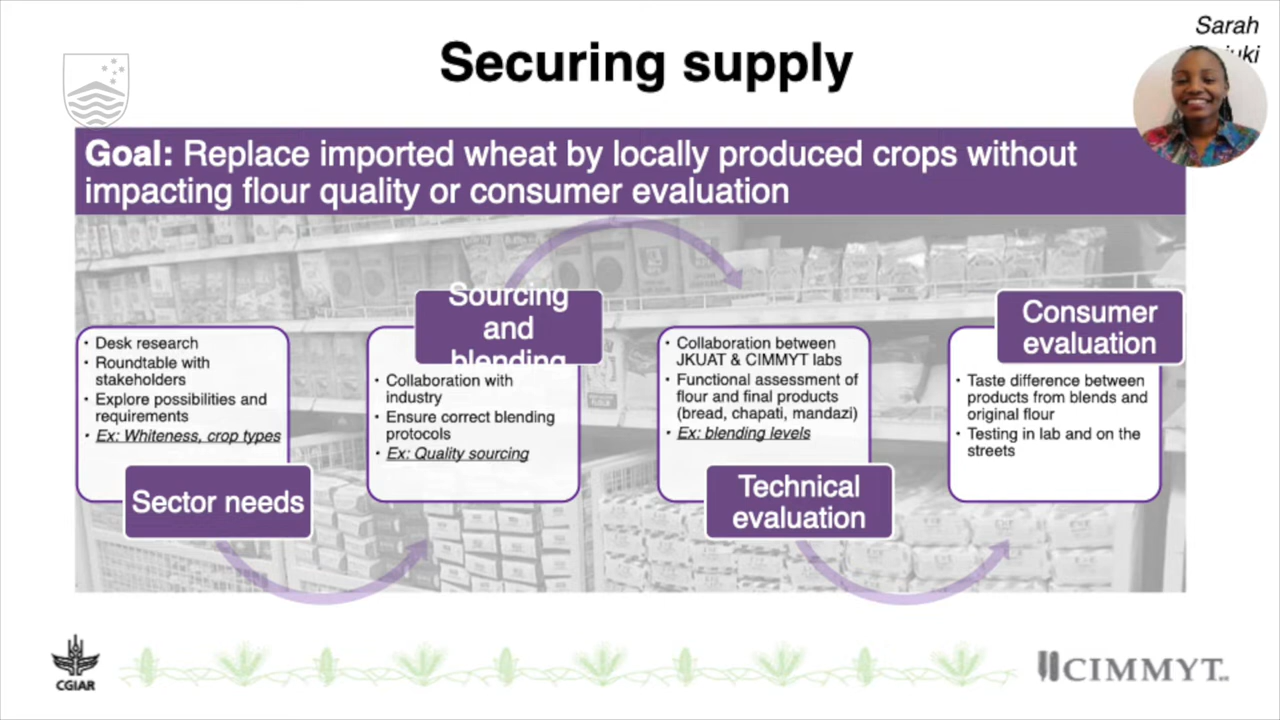 Sarah
Securing supply
Goal: Replace imported wheat by locally produced crops without
impacting flour quality or consumer evaluation
• Desk research
• Roundtable with
stakeholders
• Explore possibilities and
requirements
• Ex: Whiteness, crop types
Sector needs
Sourcing
and
blending
• Collaboration with
industry
• Ensure correct blending
protocols
• Ex: Quality sourcing
• Collaboration between
JKUAT & CIMMYT labs
• Functional assessment of
flour and final products
(bread, chapati, mandazi)
• Ex: blending levels
Technical
evaluation
Consumer
evaluation
• Taste difference between
products from blends and
original flour
• Testing in lab and on the
streets
CGIAR
CIMMYT